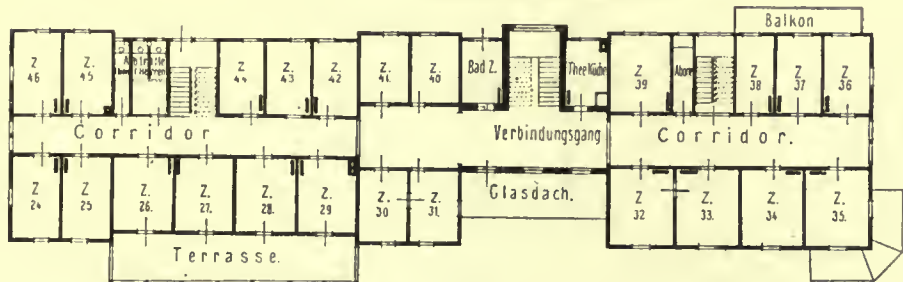 Balkon
Z. 46
Z. 45
Z. 44
Z. 43
Z. 42
Z. 41.
Z. 40
Bad Z.
Thee Küche
Z 39
Abort
Z. 38
Z. 37
Z. 36
Corridor
Verbindungsgang
Corridor.
Z. 24
Z. 25
Z. 26.
Z. 27.
Z. 28.
Z. 29
Z. 30
Z. 31.
Glasdach.
Z. 32
Z. 33.
Z. 34
Z. 35.
Terrasse.